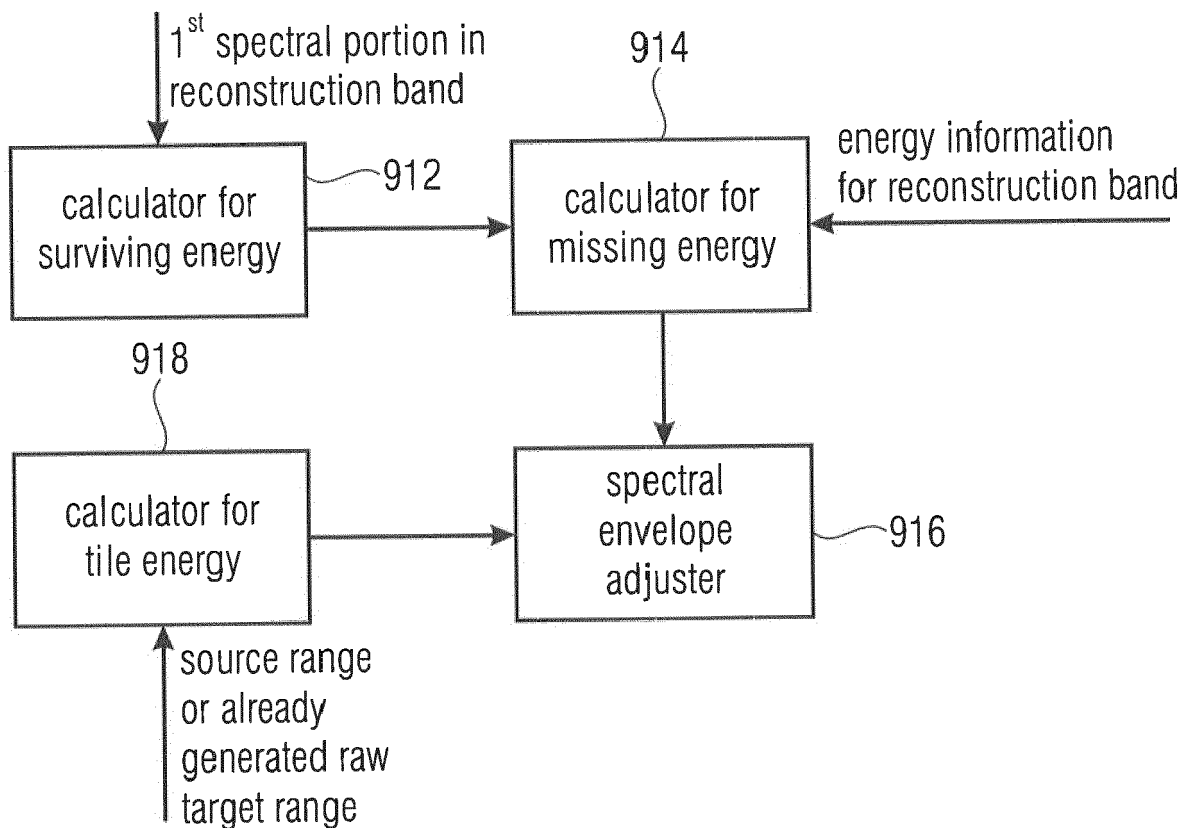 1st spectral portion in
reconstruction band
914
energy information
for reconstruction band
912
calculator for
surviving energy
calculator for
missing energy
918
calculator for
tile energy
spectral
envelope
adjuster
916
source range
or already
generated raw
target range